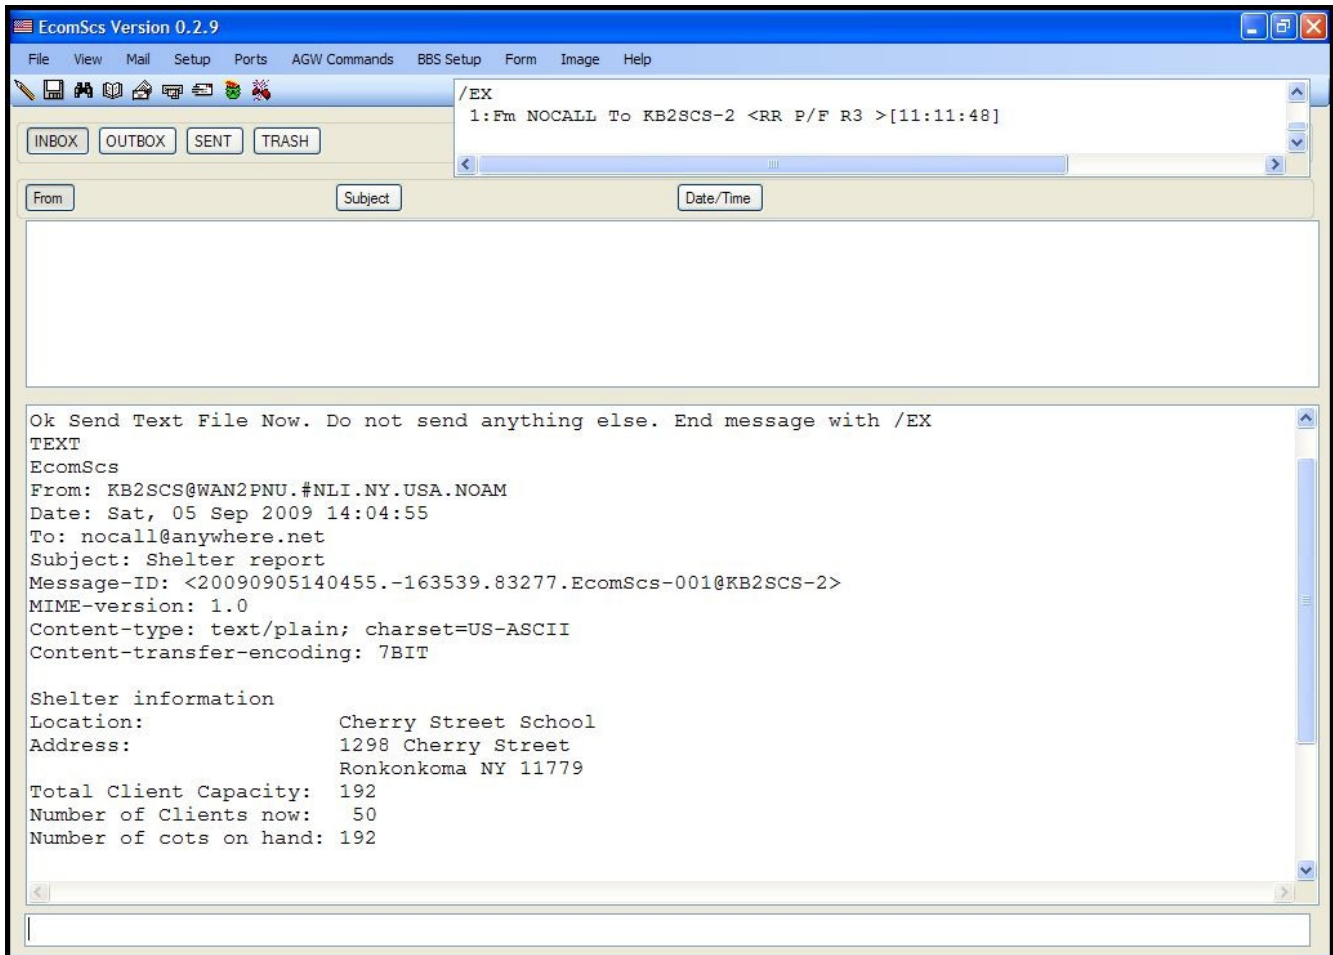 EcomScs Version 0.2.9
File View Mail Setup Ports AGW Commands BBS Setup Form Image Help
/EX
1:Fm NOCALL To KB2SCS-2 <RR P/F R3 >[11:11:48]
INBOX OUTBOX SENT TRASH
From Subject Date/Time
Ok Send Text File Now. Do not send anything else. End message with /EX
TEXT
EcomScs
From: KB2SCS@WAN2PNU.#NLI.NY.USA.NOAM
Date: Sat, 05 Sep 2009 14:04:55
To: nocall@anywhere.net
Subject: Shelter report
Message-ID: <20090905140455.-163539.83277.EcomScs-001@KB2SCS-2>
MIME-version: 1.0
Content-type: text/plain; charset=US-ASCII
Content-transfer-encoding: 7BIT
Shelter information
Location: Cherry Street School
Address: 1298 Cherry Street
Ronkonkoma NY 11779
Total Client Capacity: 192
Number of Clients now: 50
Number of cots on hand: 192